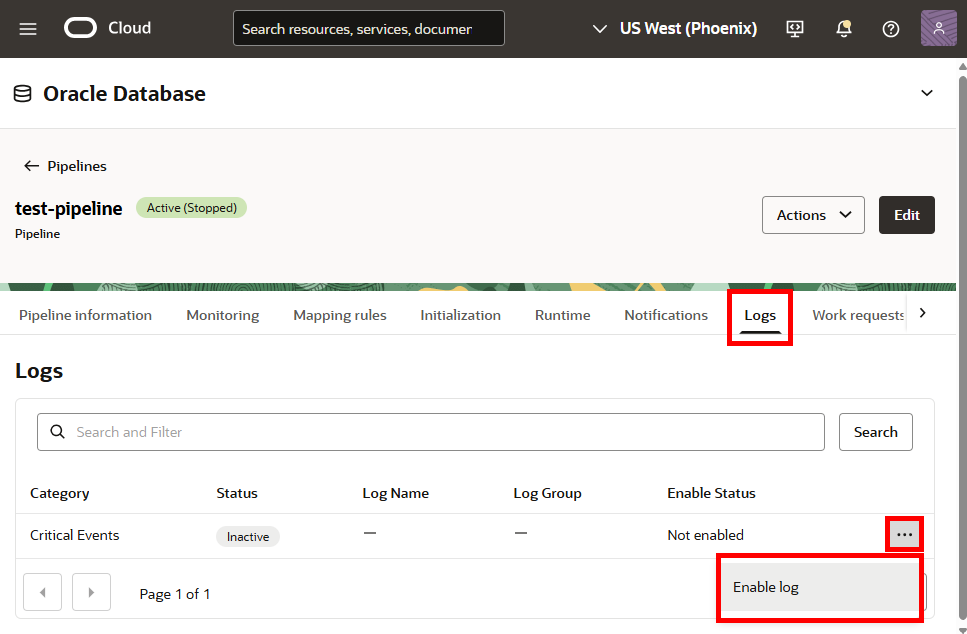 Cloud
Search resources, services, documer
US West (Phoenix)
Oracle Database
Pipelines
test-pipeline
Active (Stopped)
Pipeline
Actions
Edit
Pipeline information
Monitoring
Mapping rules
Initialization
Runtime
Notifications
Logs
Work requests
Logs
Search and Filter
Search
Category
Status
Log Name
Log Group
Enable Status
Critical Events
Inactive
—
—
Not enabled
Page 1 of 1
Enable log